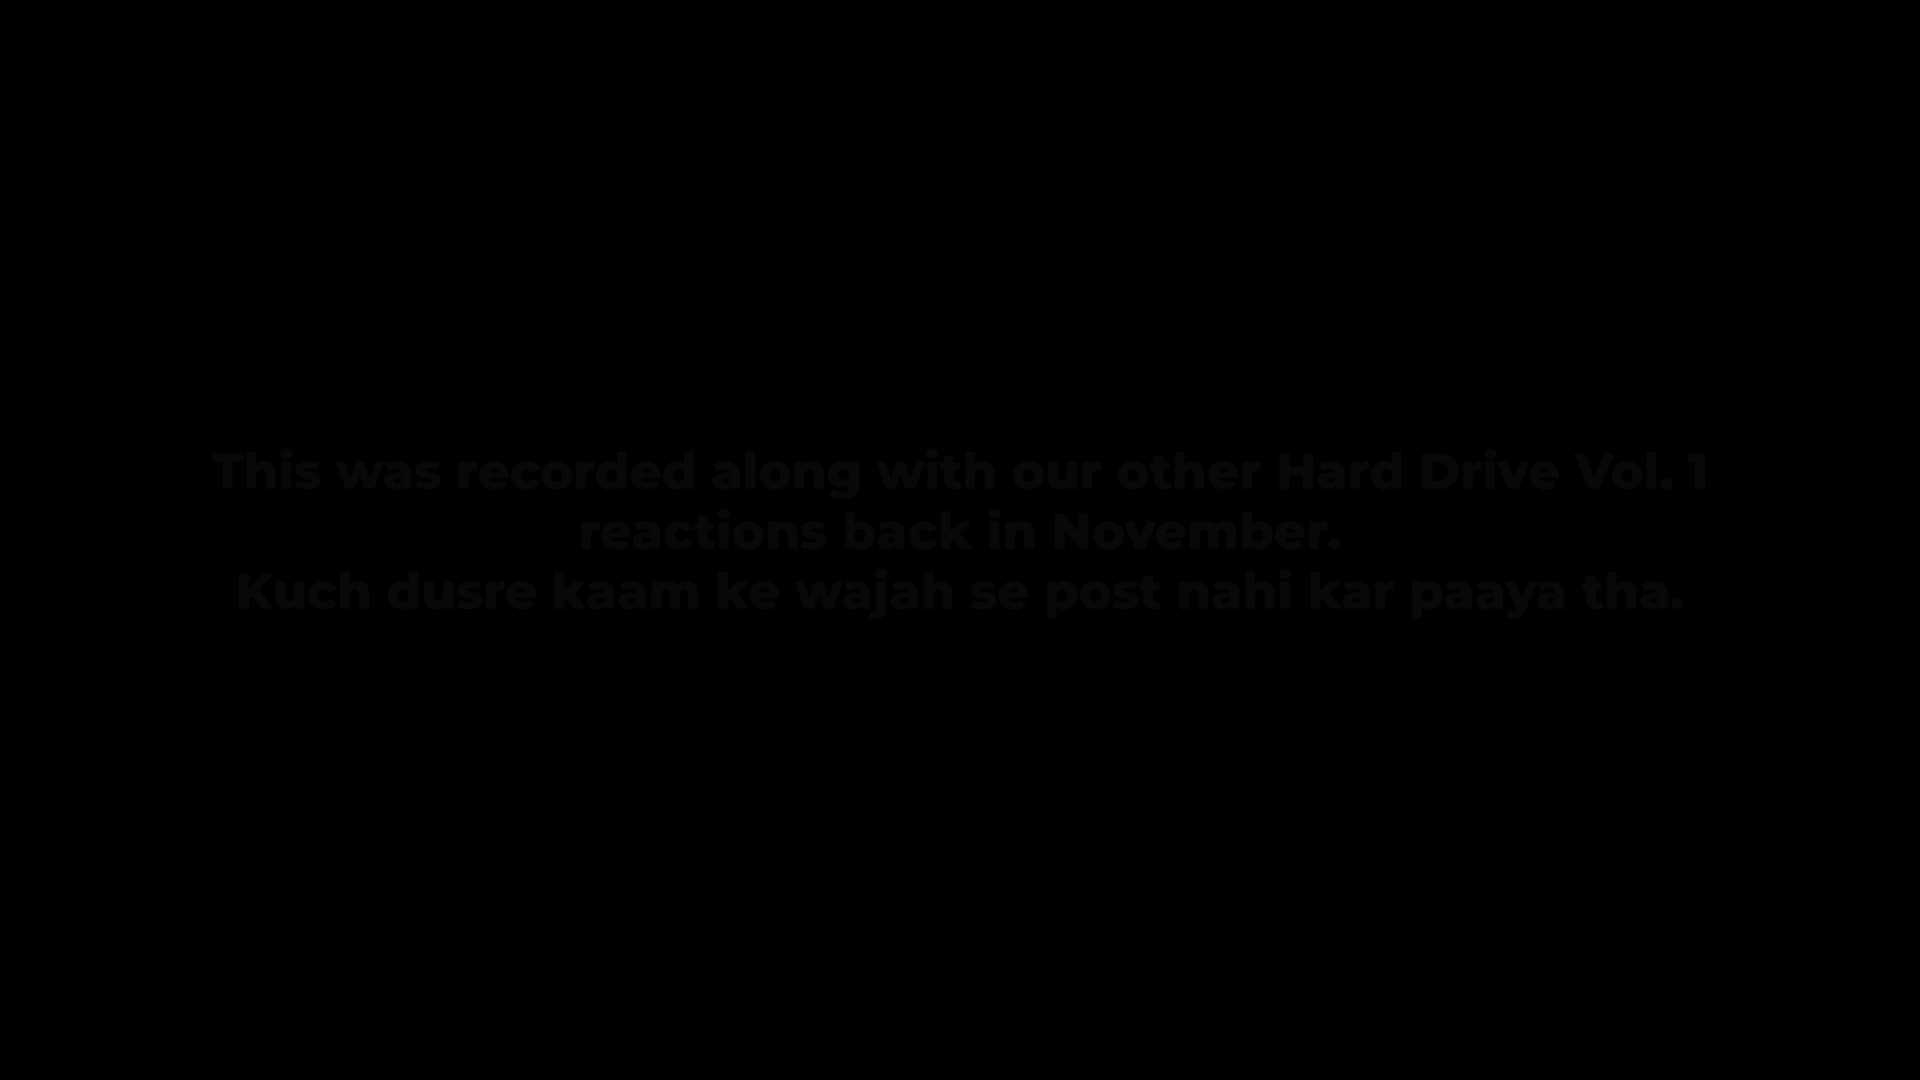 This was recorded along with our other Hard Drive Vol. 1
reactions back in November.
Kuch dusre kaam ke wajah se post nahi kar paaya tha.